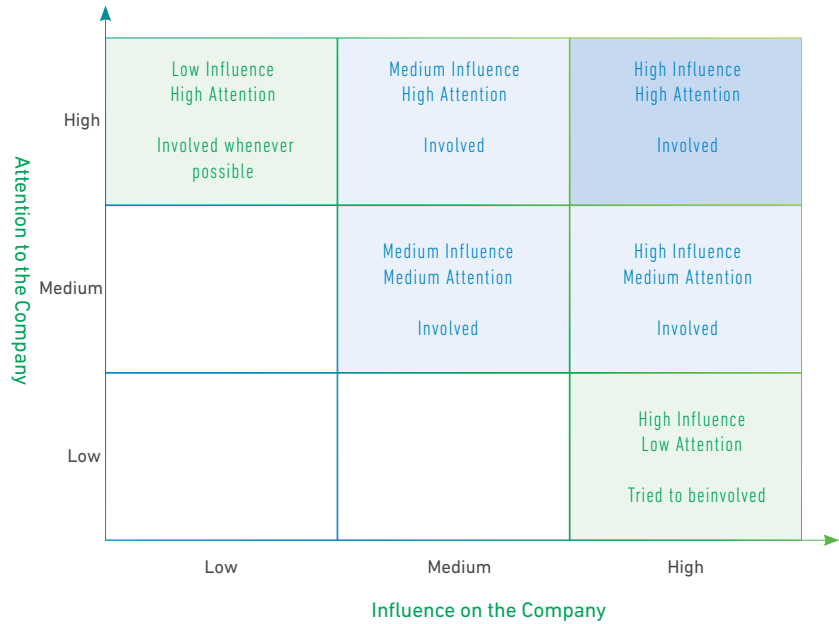 Attention to the Company
High
Low Influence
High Attention
Involved whenever
possible
Medium Influence
High Attention
Involved
High Influence
High Attention
Involved
Medium
Medium Influence
Medium Attention
Involved
High Influence
Medium Attention
Involved
Low
High Influence
Low Attention
Tried to beinvolved
Low
Medium
High
Influence on the Company